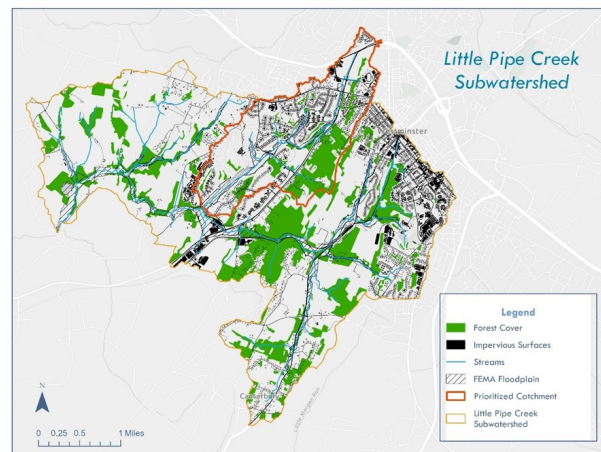 Little Pipe Creek
Subwatershed
Legend
Forest Cover
Impervious Surfaces
Streams
FEMA Floodplain
Prioritized Catchment
Little Pipe Creek
Subwatershed
N
0 0.25 0.5 1 Miles